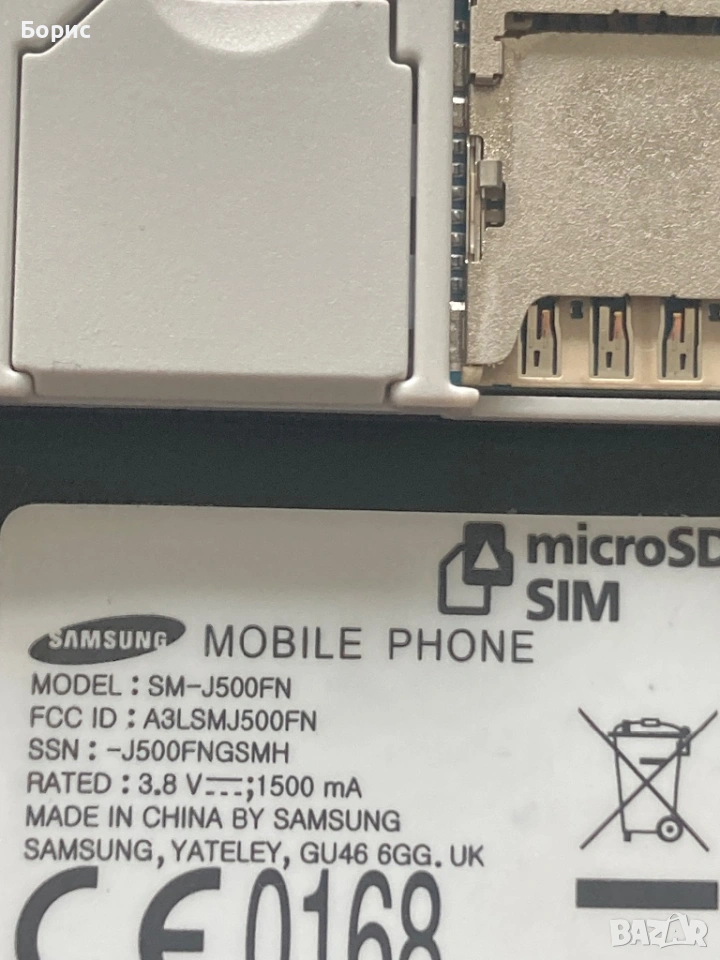 Борис
microSD
SIM
SAMSUNG MOBILE PHONE
MODEL : SM-J500FN
FCC ID : A3LSMJ500FN
SSN : -J500FNGSMH
RATED : 3.8 V⎓;1500 mA
MADE IN CHINA BY SAMSUNG
SAMSUNG, YATELEY, GU46 6GG. UK
CE 0168
BAZAR